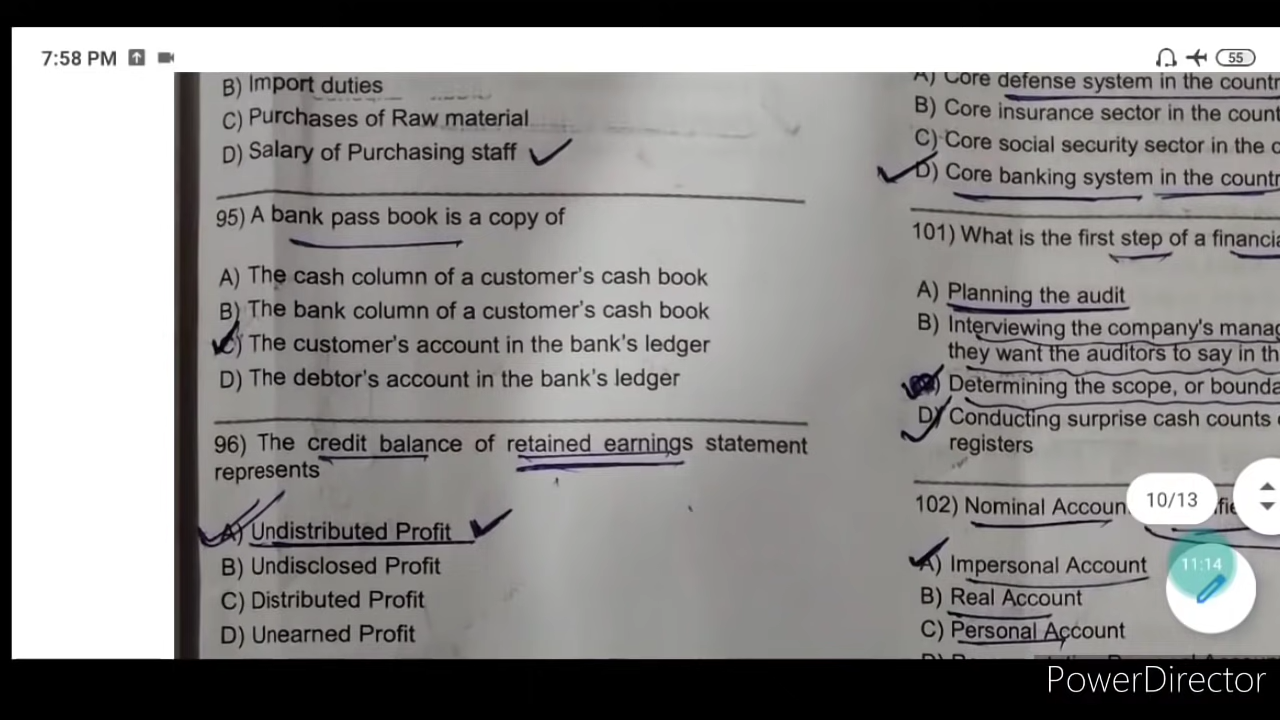 7:58 PM
55
B) Import duties
C) Purchases of Raw material
D) Salary of Purchasing staff
95) A bank pass book is a copy of
A) The cash column of a customer's cash book
B) The bank column of a customer's cash book
C) The customer's account in the bank's ledger
D) The debtor's account in the bank's ledger
96) The credit balance of retained earnings statement
represents
A) Undistributed Profit
B) Undisclosed Profit
C) Distributed Profit
D) Unearned Profit
A) Core defense system in the
B) Core insurance sector in the
C) Core social security sector in the
D) Core banking system in the
101) What is the first step of a
A) Planning the audit
B) Interviewing the company's
they want the auditors to say in
Determining the scope, or
D) Conducting surprise cash counts
registers
102) Nominal
A) Impersonal Account
B) Real Account
C) Personal Account
10/13
11:14
PowerDirector